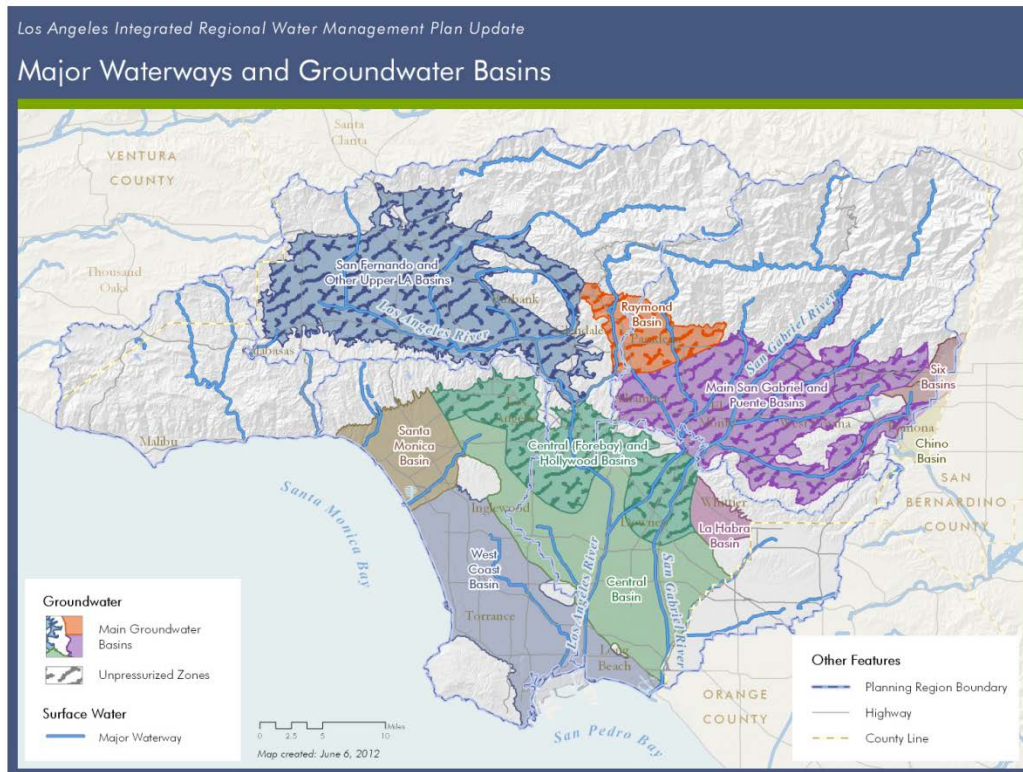 Los Angeles Integrated Regional Water Management Plan Update
Major Waterways and Groundwater Basins
Santa
Clarita
VENTURA
COUNTY
Thousand
Oaks
San Fernando and
Other Upper LA Basins
Burbank
Los Angeles River
Glendale
Raymond
Basin
Pasadena
San Gabriel River
Calabasas
Six
Basins
Main San Gabriel and
Puente Basins
Alhambra
West Covina
Pomona
Malibu
Santa
Monica
Basin
Central (Forebay) and
Hollywood Basins
Chino
Basin
SAN
BERNARDINO
COUNTY
Santa Monica Bay
Inglewood
Whittier
Downey
La Habra
Basin
West
Coast
Basin
Los Angeles River
Central
Basin
San Gabriel River
Torrance
Long
Beach
ORANGE
COUNTY
San Pedro Bay
Groundwater
Main Groundwater
Basins
Unpressurized Zones
Surface Water
Major Waterway
0 2.5 5 10 Miles
Map created: June 6, 2012
Other Features
Planning Region Boundary
Highway
County Line